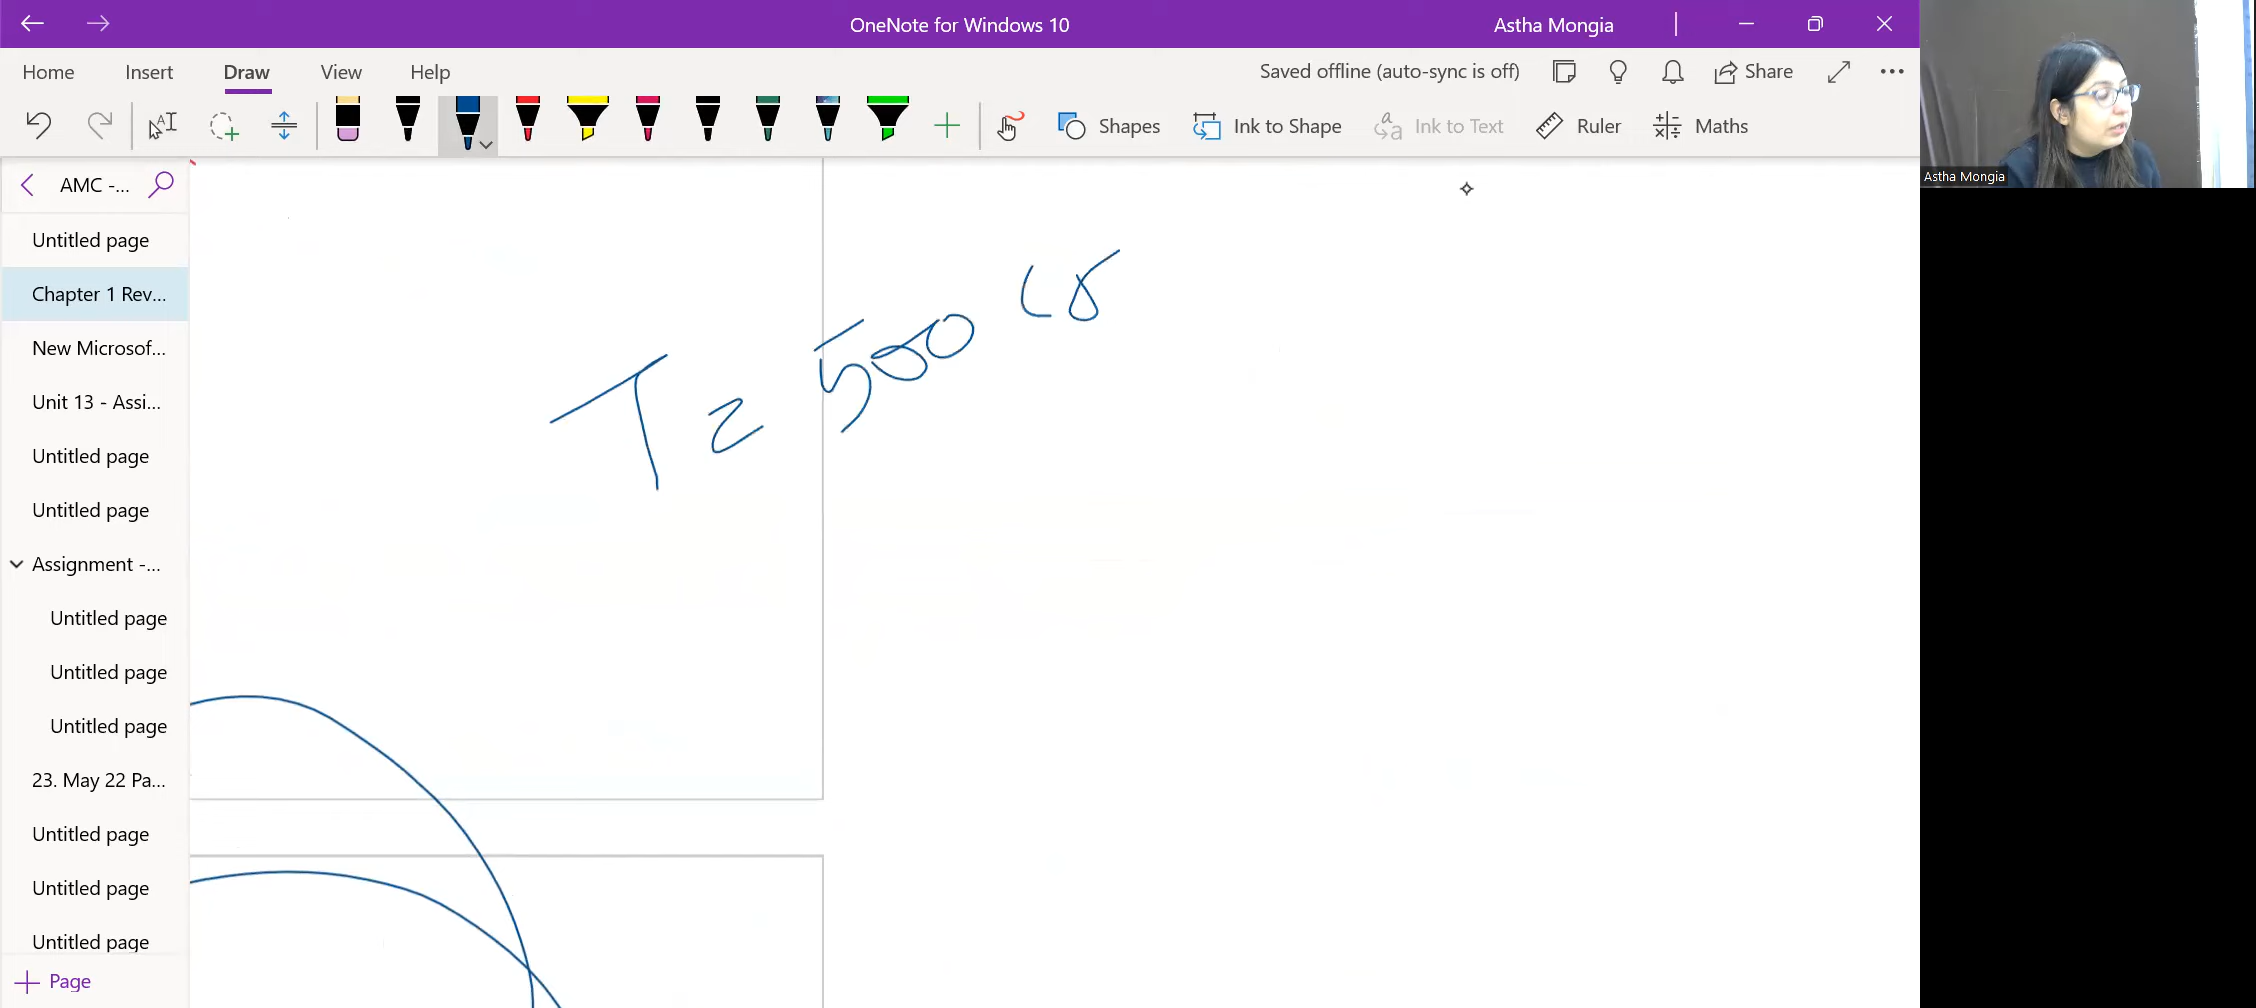 OneNote for Windows 10
Astha Mongia
Home Insert Draw View Help
Saved offline (auto-sync is off) Share
Shapes Ink to Shape Ink to Text Ruler Maths
Astha Mongia
AMC -...
Untitled page
Chapter 1 Rev...
New Microsof...
Unit 13 - Assi...
Untitled page
Untitled page
Assignment -...
Untitled page
Untitled page
Untitled page
23. May 22 Pa...
Untitled page
Untitled page
Untitled page
Page
T = 500 Cr